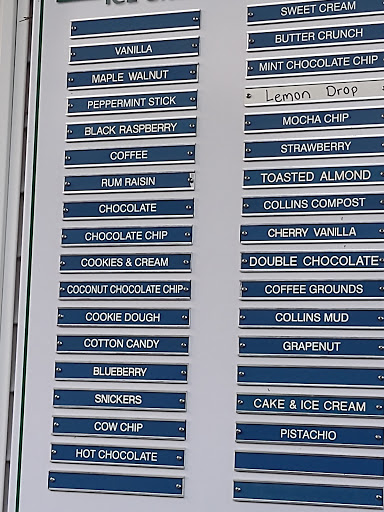 VANILLA
MAPLE WALNUT
PEPPERMINT STICK
BLACK RASPBERRY
COFFEE
RUM RAISIN
CHOCOLATE
CHOCOLATE CHIP
COOKIES & CREAM
COCONUT CHOCOLATE CHIP
COOKIE DOUGH
COTTON CANDY
BLUEBERRY
SNICKERS
COW CHIP
HOT CHOCOLATE
SWEET CREAM
BUTTER CRUNCH
MINT CHOCOLATE CHIP
Lemon Drop
MOCHA CHIP
STRAWBERRY
TOASTED ALMOND
COLLINS COMPOST
CHERRY VANILLA
DOUBLE CHOCOLATE
COFFEE GROUNDS
COLLINS MUD
GRAPENUT
CAKE & ICE CREAM
PISTACHIO